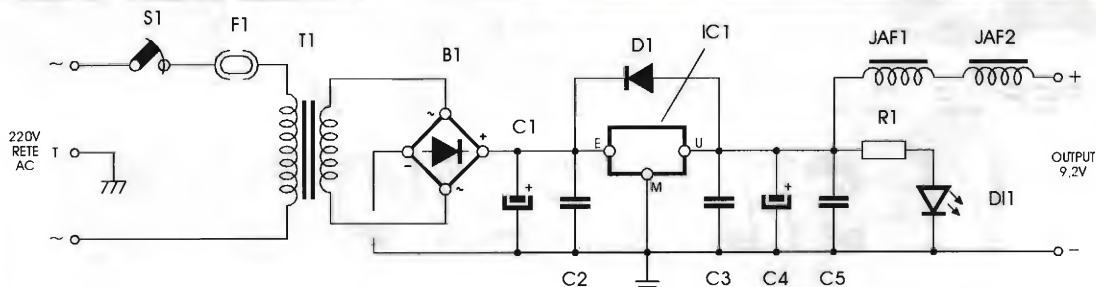 S1
F1
T1
B1
C1
D1
IC1
JAF1
JAF2
~
~
+
+
E
U
R1
220V
RETE
AC
T
-
+
M
+
OUTPUT
9,2V
~
DI1
~
-
C2
C3
C4
C5